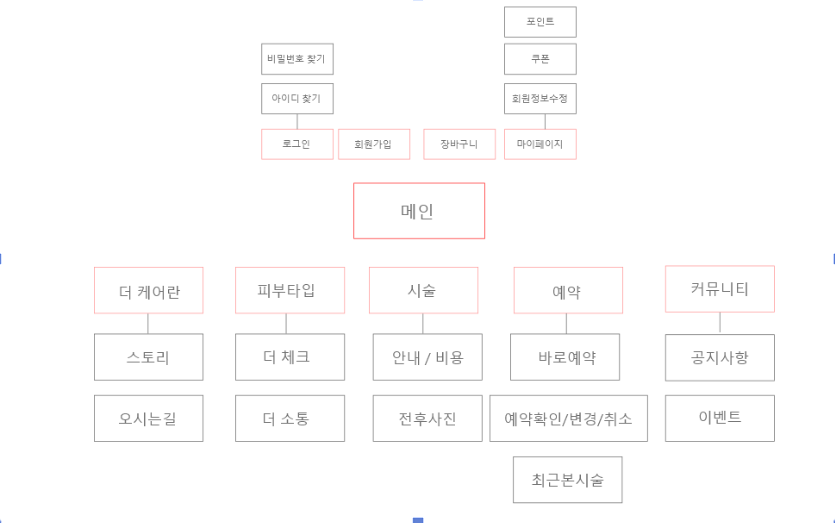 포인트
비밀번호 찾기
쿠폰
아이디 찾기
회원정보수정
로그인
회원가입
장바구니
마이페이지
메인
더 케어란
피부타입
시술
예약
커뮤니티
스토리
더 체크
안내 / 비용
바로예약
공지사항
오시는길
더 소통
전후사진
예약확인/변경/취소
이벤트
최근본시술